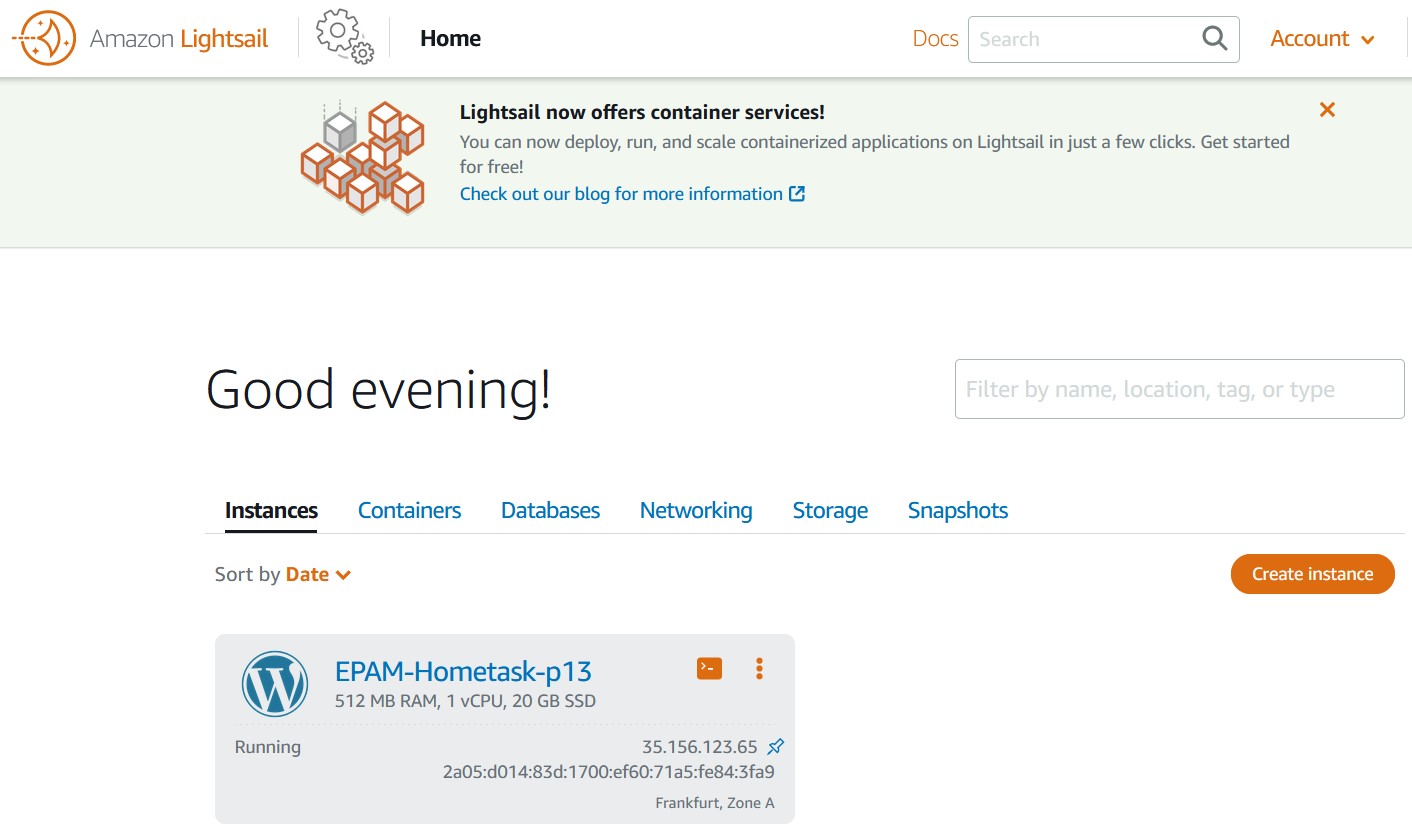 Amazon Lightsail
Home
Docs
Search
Account
Lightsail now offers container services!
You can now deploy, run, and scale containerized applications on Lightsail in just a few clicks. Get started
for free!
Check out our blog for more information
Good evening!
Filter by name, location, tag, or type
Instances
Containers
Databases
Networking
Storage
Snapshots
Sort by Date
Create instance
EPAM-Hometask-p13
512 MB RAM, 1 vCPU, 20 GB SSD
Running
35.156.123.65
2a05:d014:83d:1700:ef60:71a5:fe84:3fa9
Frankfurt, Zone A